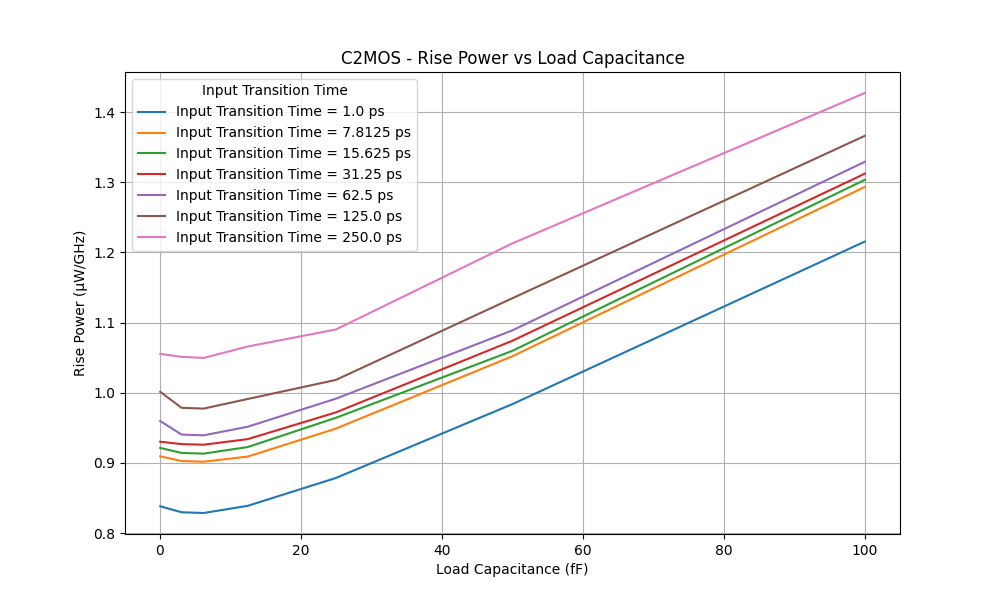 C2MOS - Rise Power vs Load Capacitance
Input Transition Time
Input Transition Time = 1.0 ps
Input Transition Time = 7.8125 ps
Input Transition Time = 15.625 ps
Input Transition Time = 31.25 ps
Input Transition Time = 62.5 ps
Input Transition Time = 125.0 ps
Input Transition Time = 250.0 ps
Rise Power (μW/GHz)
1.4
1.3
1.2
1.1
1.0
0.9
0.8
0 20 40 60 80 100
Load Capacitance (fF)